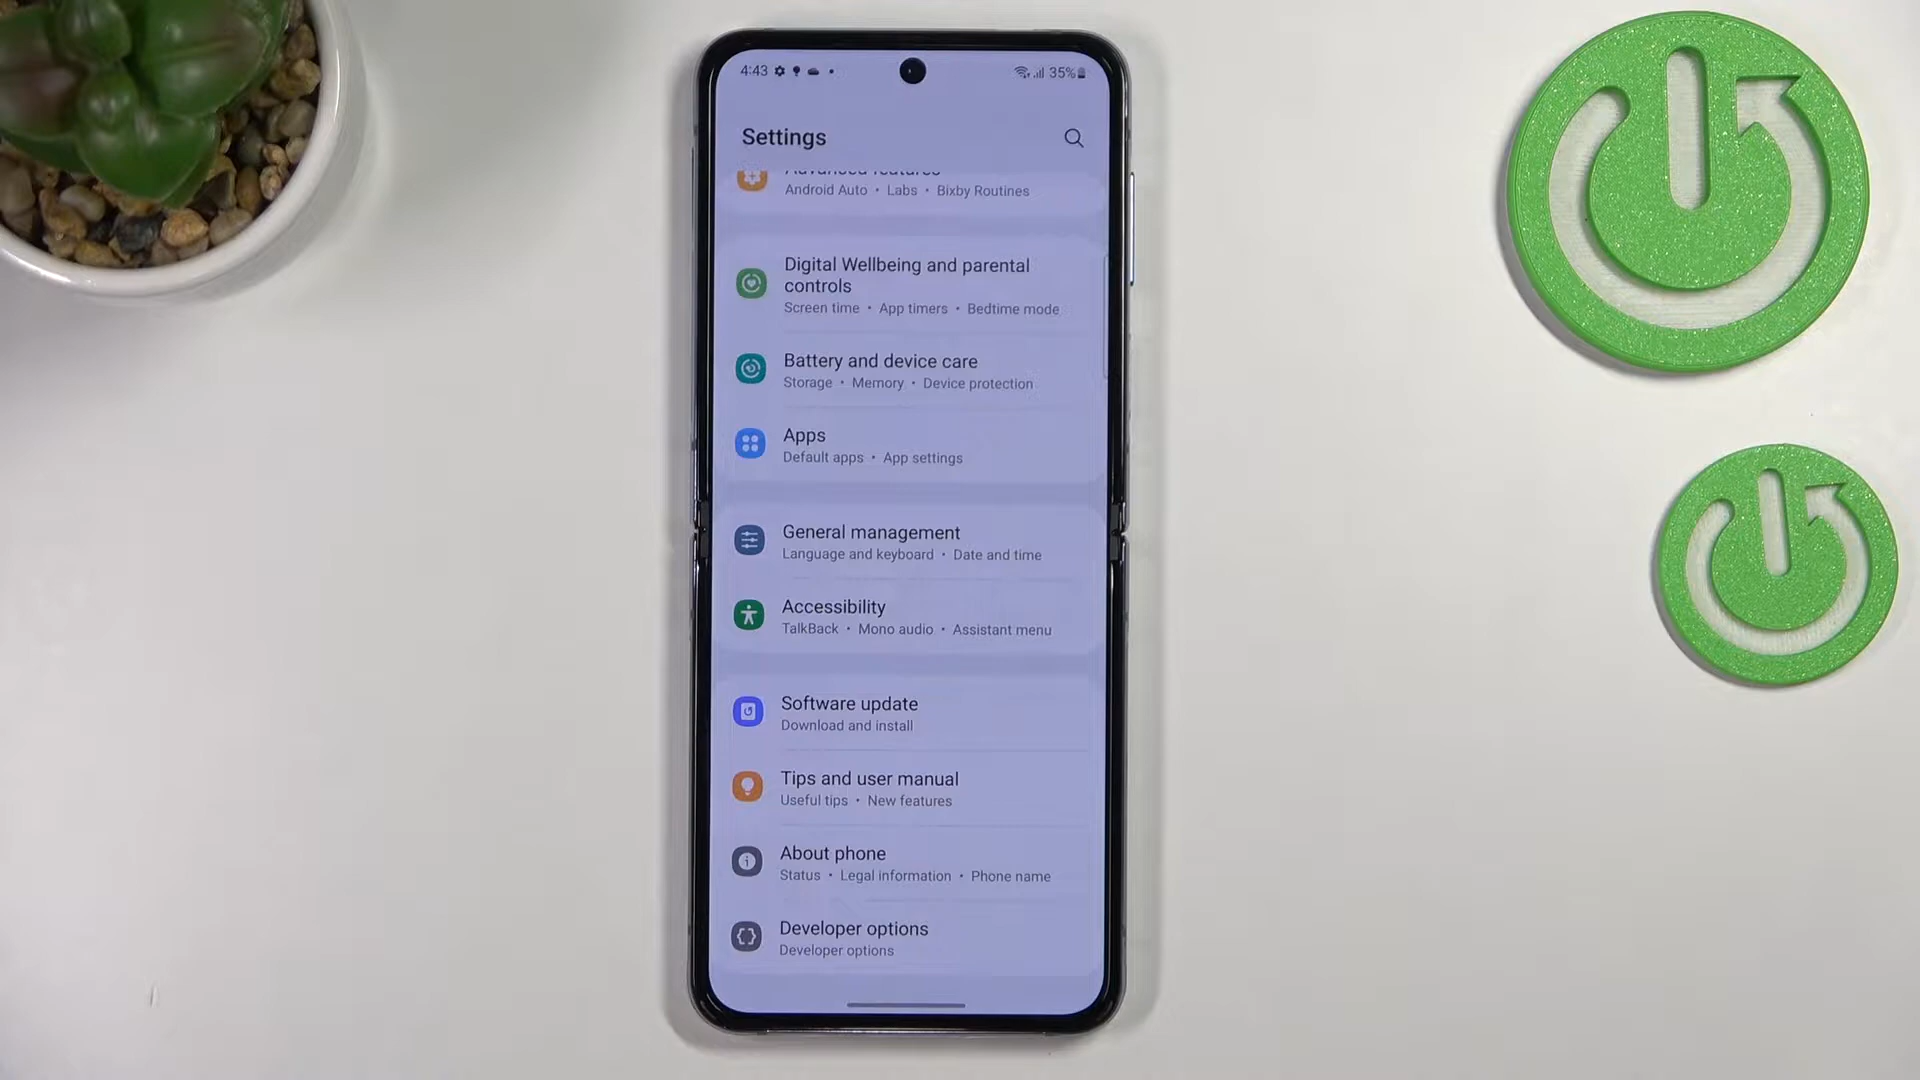 4:43
35%
Settings
Advanced features
Android Auto • Labs • Bixby Routines
Digital Wellbeing and parental
controls
Screen time • App timers • Bedtime mode
Battery and device care
Storage • Memory • Device protection
Apps
Default apps • App settings
General management
Language and keyboard • Date and time
Accessibility
TalkBack • Mono audio • Assistant menu
Software update
Download and install
Tips and user manual
Useful tips • New features
About phone
Status • Legal information • Phone name
Developer options
Developer options